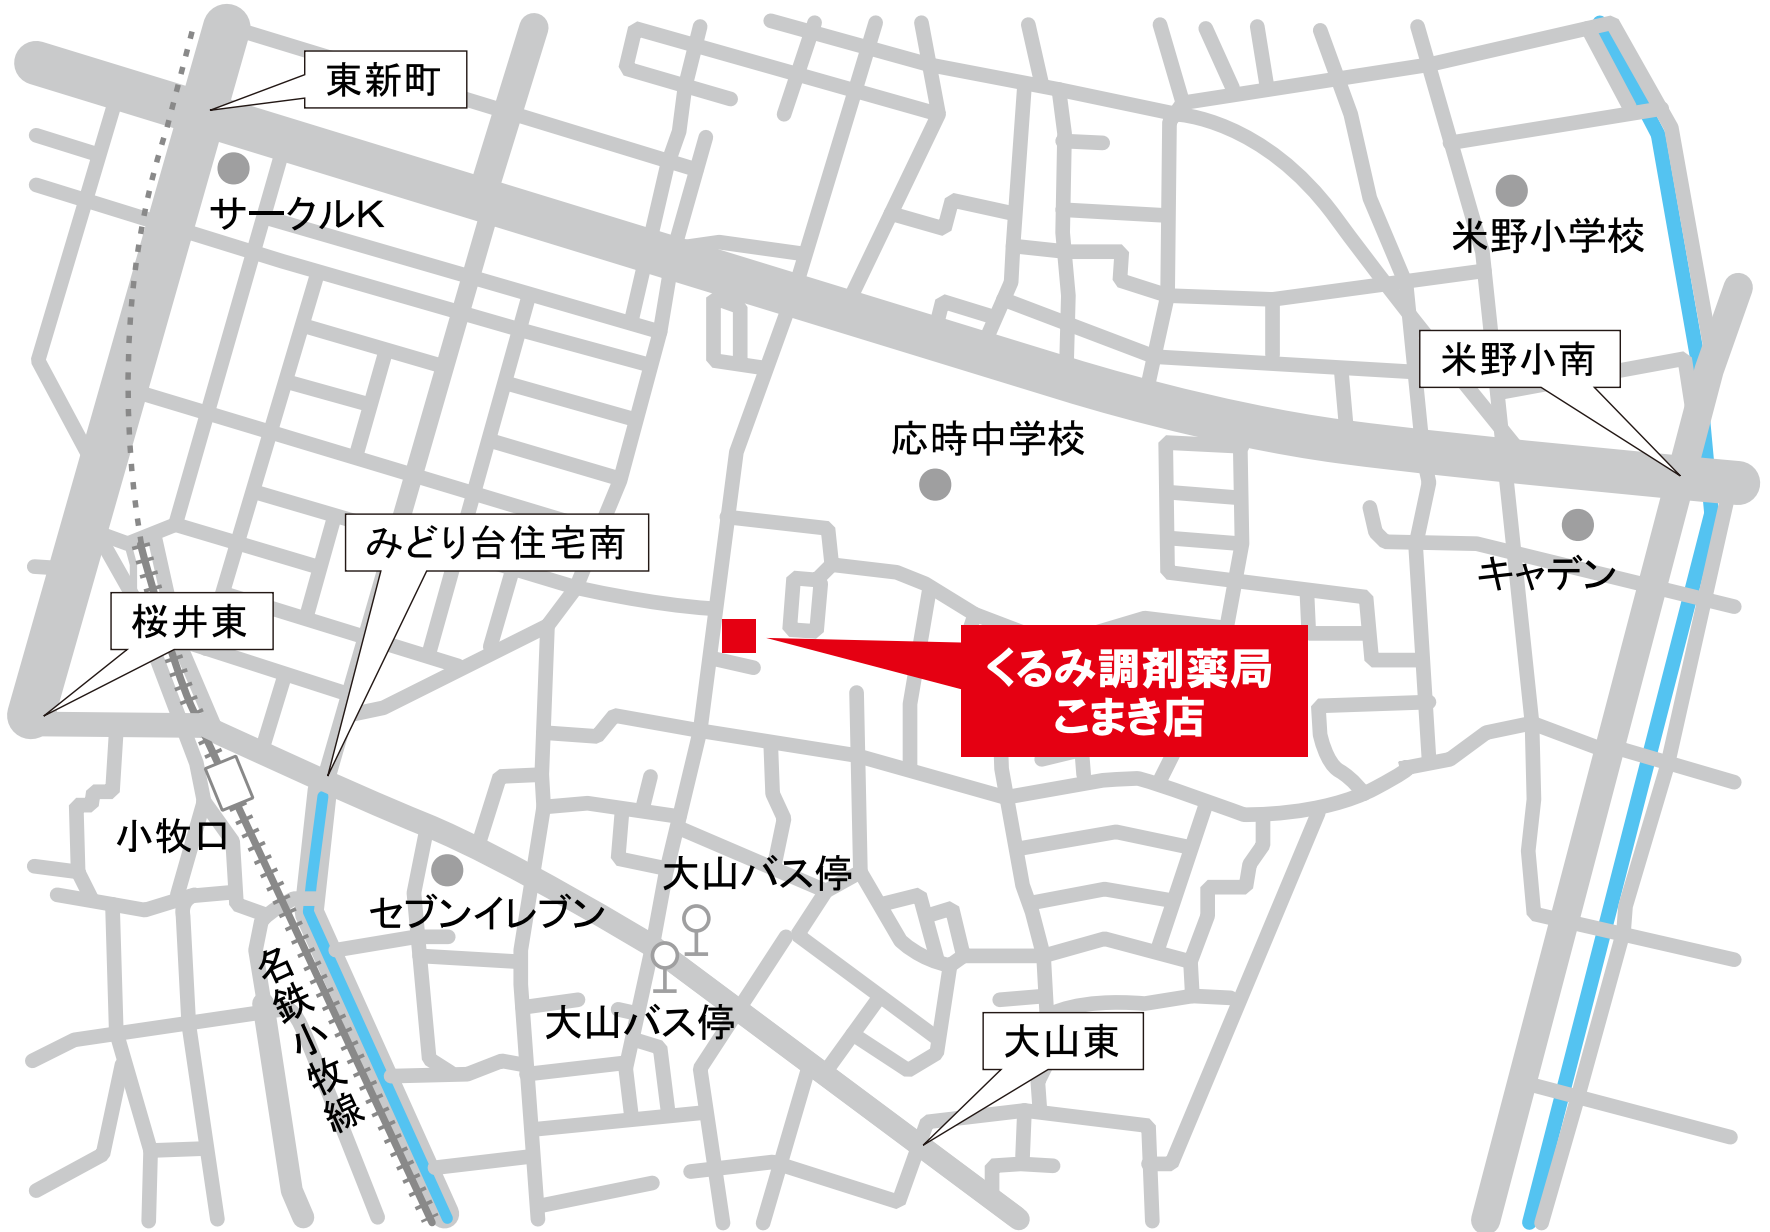 東新町
サークルK
米野小学校
米野小南
応時中学校
みどり台住宅南
キャデン
桜井東
くるみ調剤薬局
こまき店
小牧口
大山バス停
セブンイレブン
名鉄小牧線
大山バス停
大山東